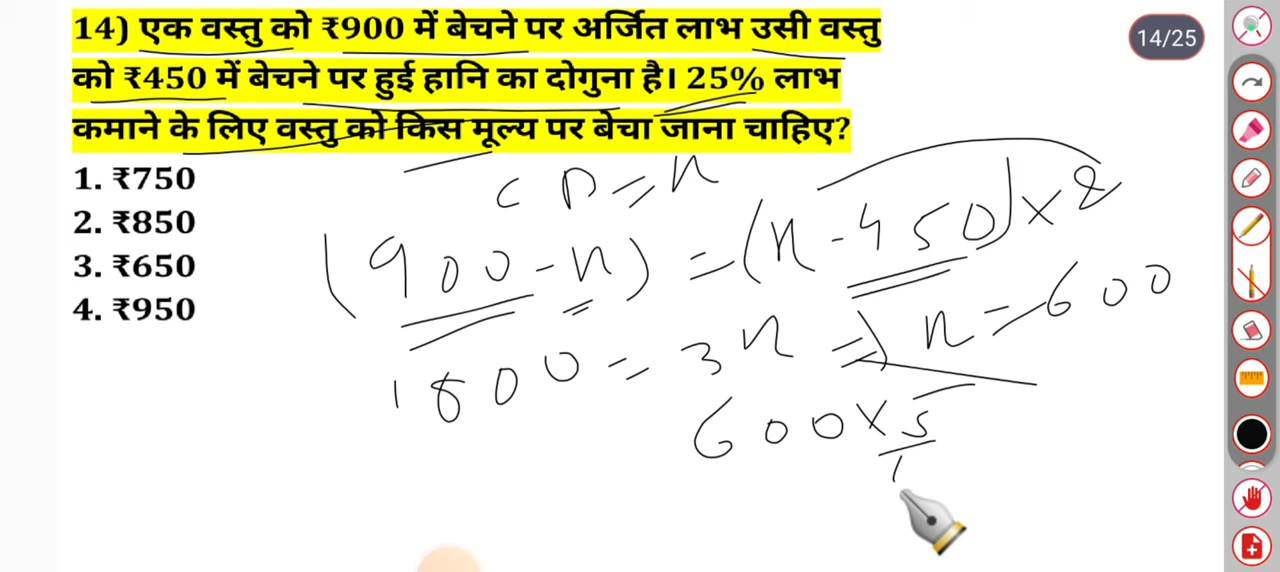 14) एक वस्तु को ₹900 में बेचने पर अर्जित लाभ उसी वस्तु
को ₹450 में बेचने पर हुई हानि का दोगुना है। 25% लाभ
कमाने के लिए वस्तु को किस मूल्य पर बेचा जाना चाहिए?
14/25
1. ₹750
2. ₹850
3. ₹650
4. ₹950
CP = x
(900 - x) = (x - 450) x 2
1800 = 3x => x = 600
600 x 5